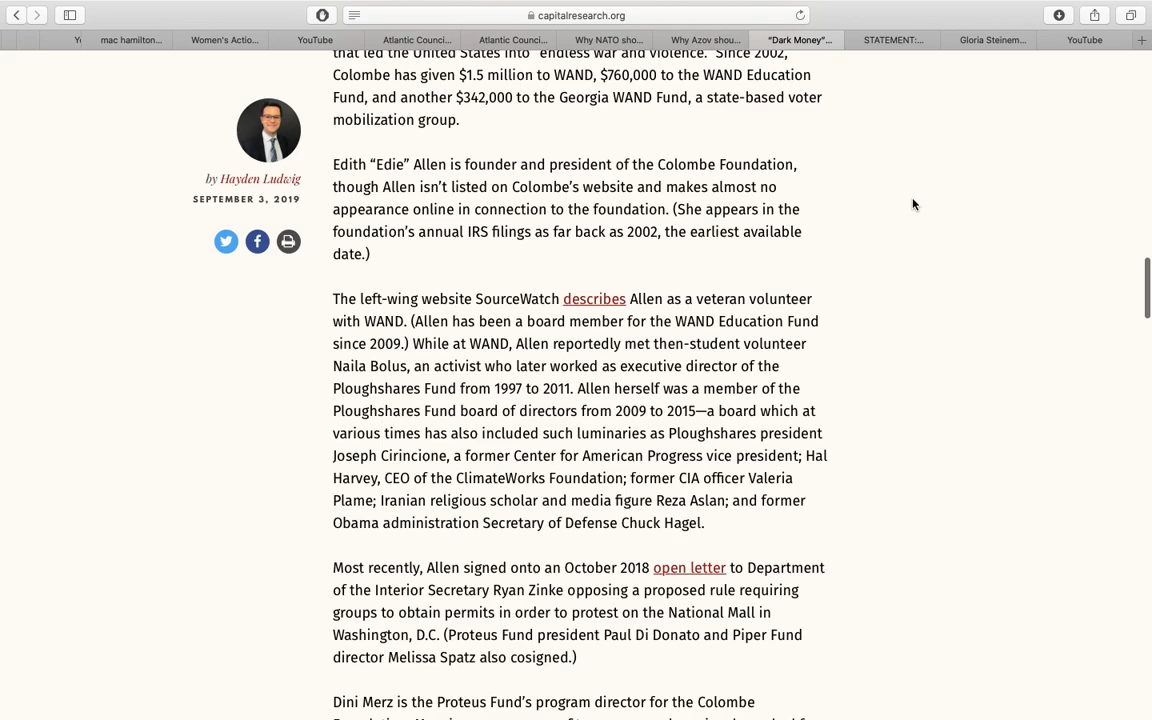 capitalresearch.org
Yo
mac hamilton...
Women's Actio...
YouTube
Atlantic Counci...
Atlantic Counci...
Why NATO sho...
Why Azov shou...
"Dark Money"...
STATEMENT:...
Gloria Steinem...
YouTube
that led the United States into "endless war and violence." Since 2002,
Colombe has given $1.5 million to WAND, $760,000 to the WAND Education
Fund, and another $342,000 to the Georgia WAND Fund, a state-based voter
mobilization group.
by Hayden Ludwig
SEPTEMBER 3, 2019
Edith “Edie” Allen is founder and president of the Colombe Foundation,
though Allen isn’t listed on Colombe’s website and makes almost no
appearance online in connection to the foundation. (She appears in the
foundation’s annual IRS filings as far back as 2002, the earliest available
date.)
The left-wing website SourceWatch describes Allen as a veteran volunteer
with WAND. (Allen has been a board member for the WAND Education Fund
since 2009.) While at WAND, Allen reportedly met then-student volunteer
Naila Bolus, an activist who later worked as executive director of the
Ploughshares Fund from 1997 to 2011. Allen herself was a member of the
Ploughshares Fund board of directors from 2009 to 2015—a board which at
various times has also included such luminaries as Ploughshares president
Joseph Cirincione, a former Center for American Progress vice president; Hal
Harvey, CEO of the ClimateWorks Foundation; former CIA officer Valeria
Plame; Iranian religious scholar and media figure Reza Aslan; and former
Obama administration Secretary of Defense Chuck Hagel.
Most recently, Allen signed onto an October 2018 open letter to Department
of the Interior Secretary Ryan Zinke opposing a proposed rule requiring
groups to obtain permits in order to protest on the National Mall in
Washington, D.C. (Proteus Fund president Paul Di Donato and Piper Fund
director Melissa Spatz also cosigned.)
Dini Merz is the Proteus Fund’s program director for the Colombe